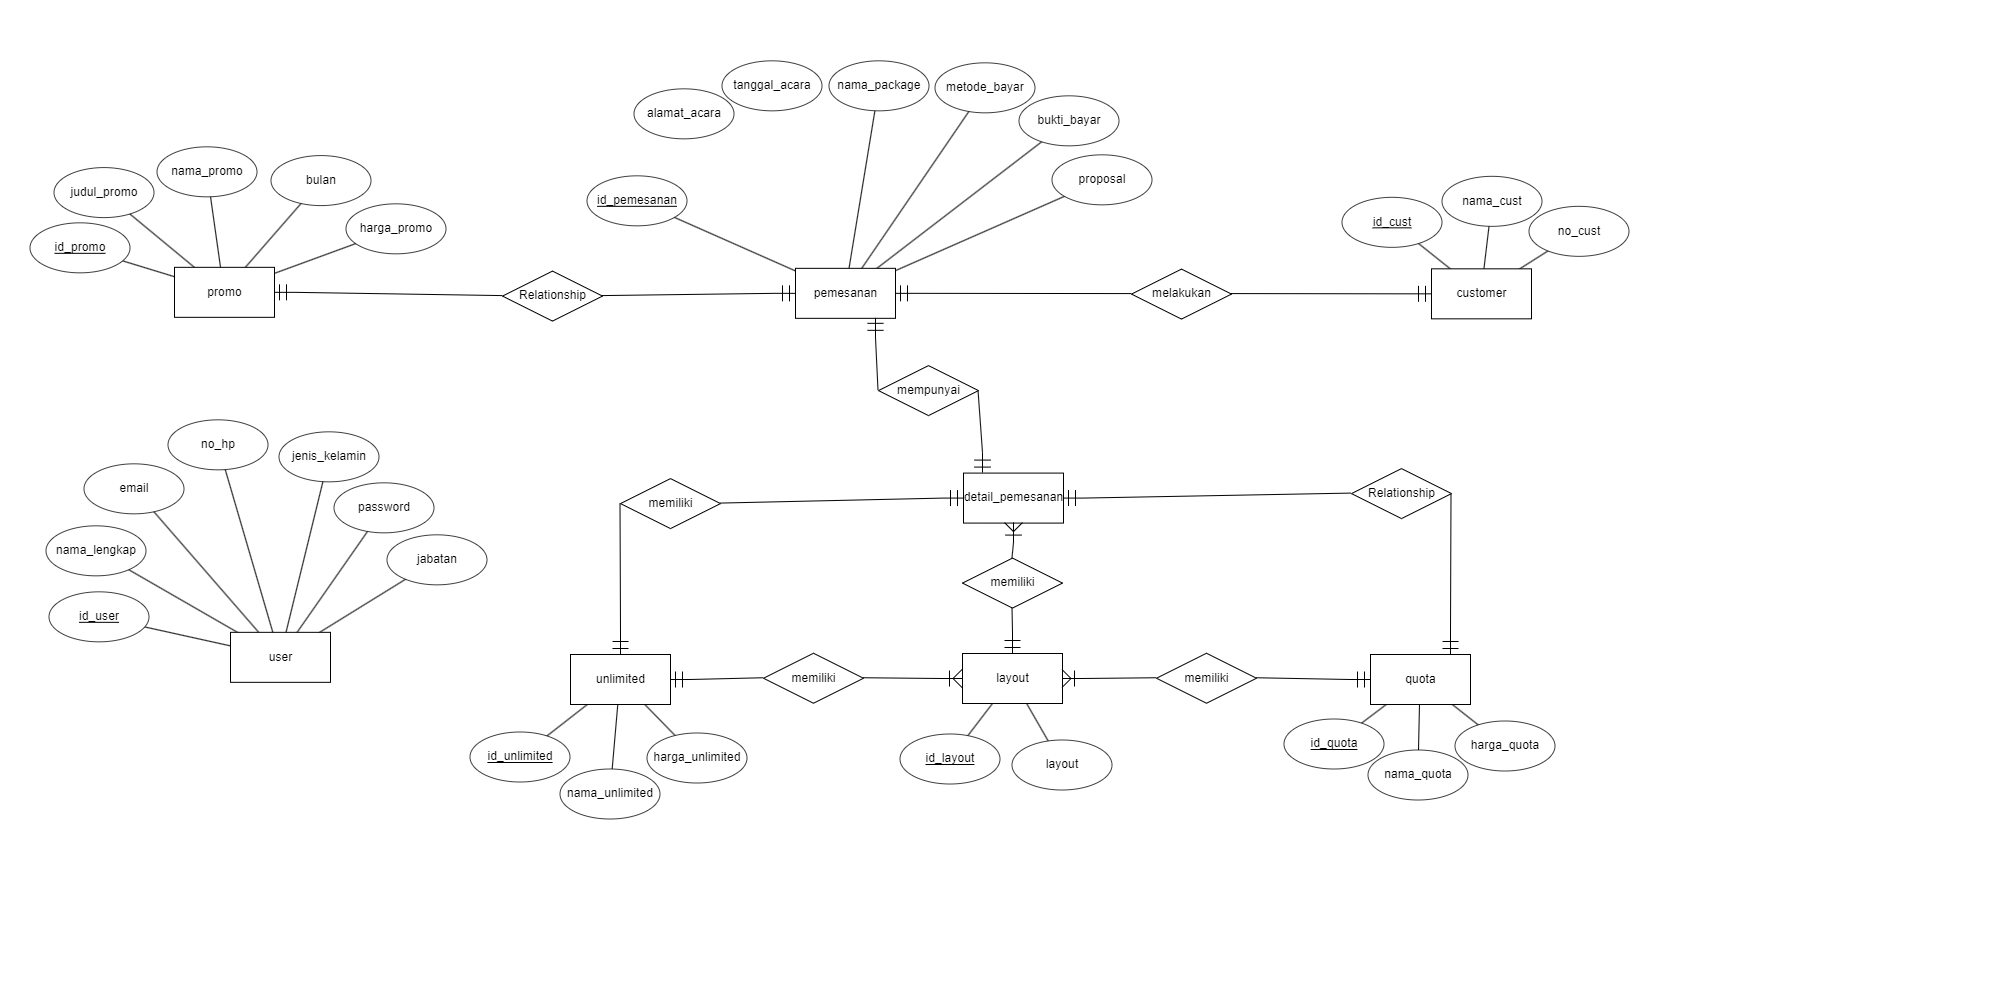 tanggal_acara
nama_package
metode_bayar
alamat_acara
bukti_bayar
nama_promo
bulan
judul_promo
proposal
id_pemesanan
nama_cust
id_cust
no_cust
harga_promo
id_promo
promo
Relationship
pemesanan
melakukan
customer
mempunyai
no_hp
jenis_kelamin
email
password
nama_lengkap
jabatan
id_user
user
memiliki
detail_pemesanan
Relationship
memiliki
unlimited
memiliki
layout
memiliki
quota
id_unlimited
harga_unlimited
nama_unlimited
id_layout
layout
id_quota
harga_quota
nama_quota